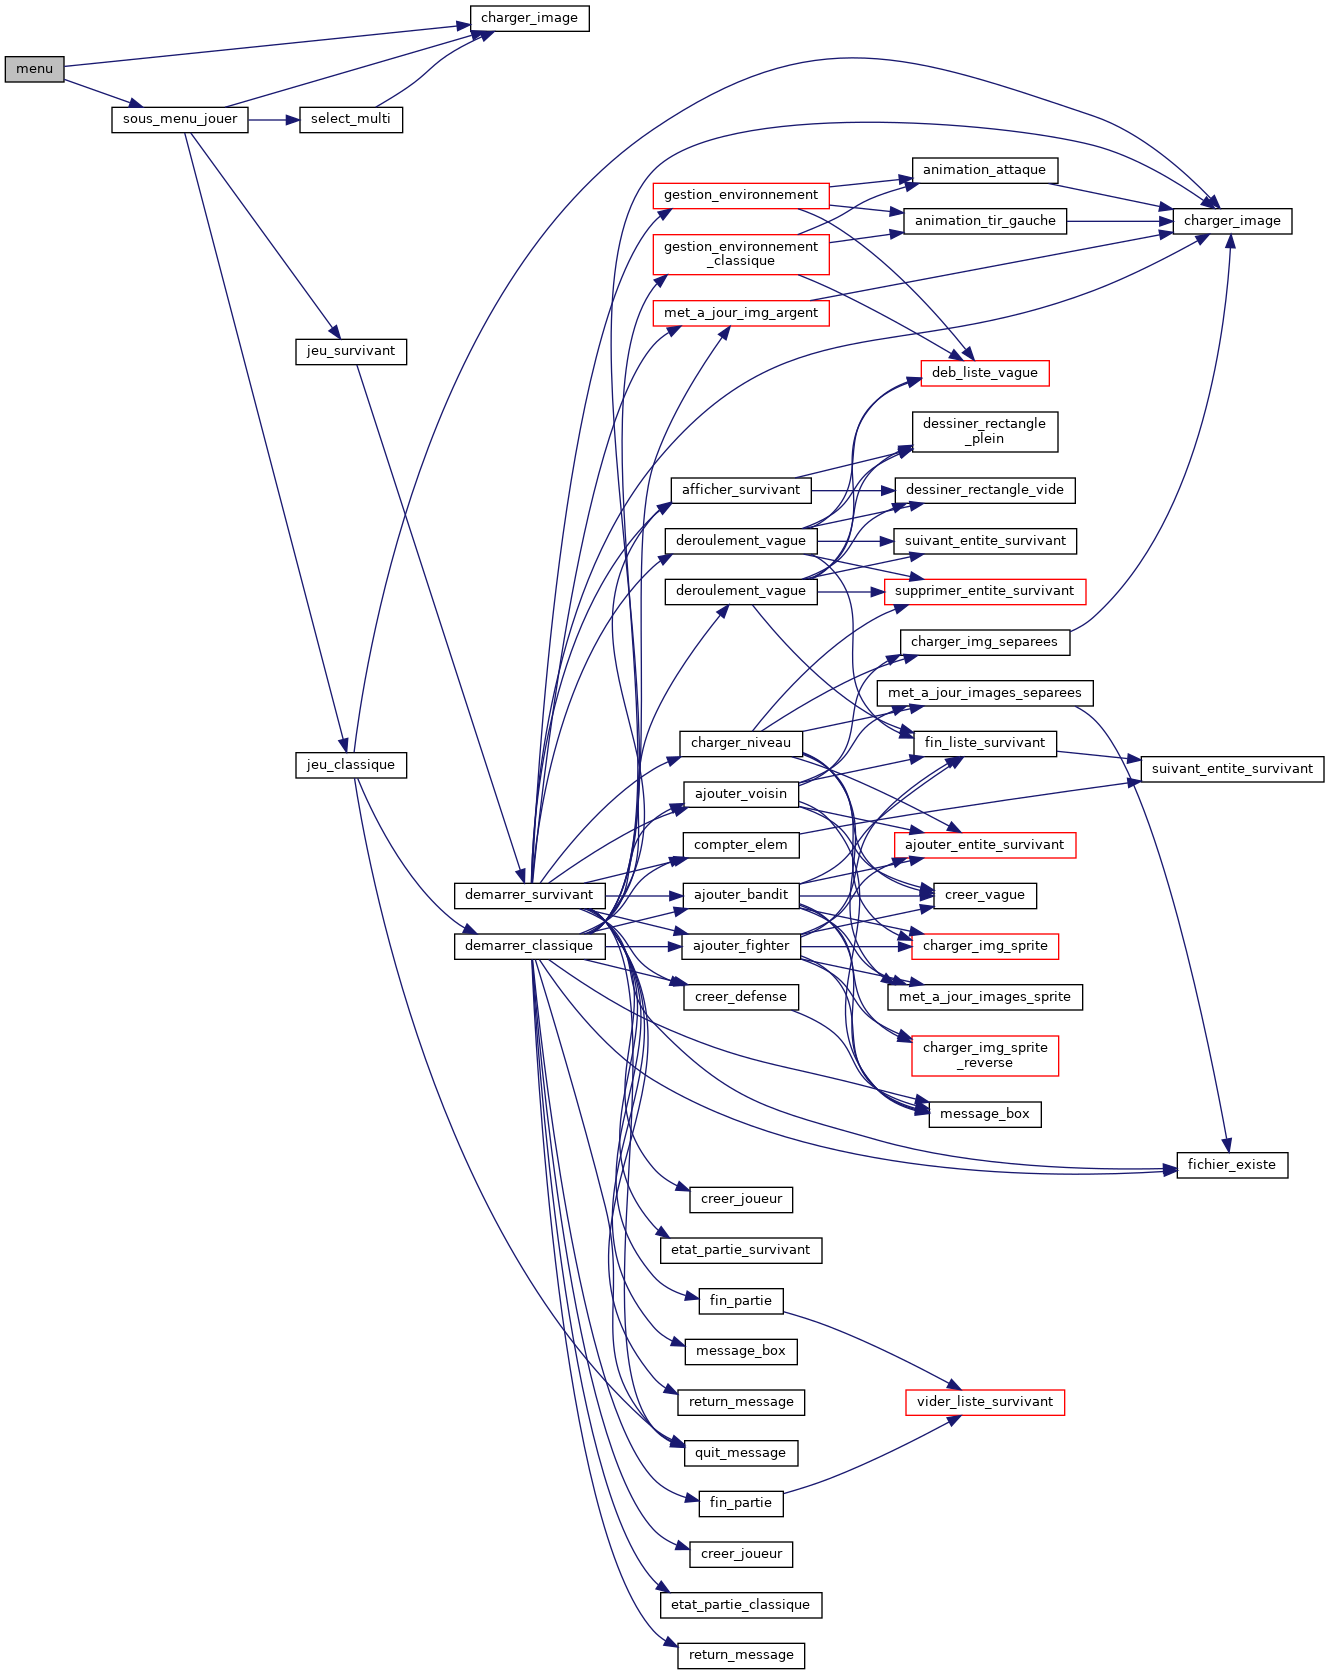 charger_image
menu
sous_menu_jouer
select_multi
jeu_survivant
jeu_classique
demarrer_survivant
demarrer_classique
gestion_environnement
gestion_environnement
_classique
met_a_jour_img_argent
afficher_survivant
deroulement_vague
deroulement_vague
charger_niveau
ajouter_voisin
compter_elem
ajouter_bandit
ajouter_fighter
creer_defense
creer_joueur
etat_partie_survivant
fin_partie
message_box
return_message
quit_message
fin_partie
creer_joueur
etat_partie_classique
return_message
animation_attaque
animation_tir_gauche
deb_liste_vague
dessiner_rectangle
_plein
dessiner_rectangle_vide
suivant_entite_survivant
supprimer_entite_survivant
charger_img_separees
met_a_jour_images_separees
fin_liste_survivant
ajouter_entite_survivant
creer_vague
charger_img_sprite
met_a_jour_images_sprite
charger_img_sprite
_reverse
message_box
vider_liste_survivant
charger_image
suivant_entite_survivant
fichier_existe